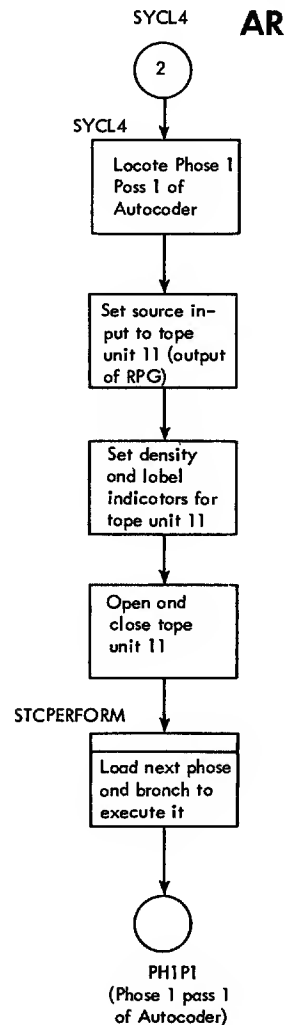 SYCL4
AR
2
SYCL4
Locote Phose 1
Poss 1 of
Autocoder
Set source in-
put to tope
unit 11 (output
of RPG)
Set density
ond lobel
indicotors for
tope unit 11
Open ond
close tope
unit 11
STCPERFORM
Lood next phose
ond bronch to
execute it
PH1P1
(Phose 1 poss 1
of Autocoder)